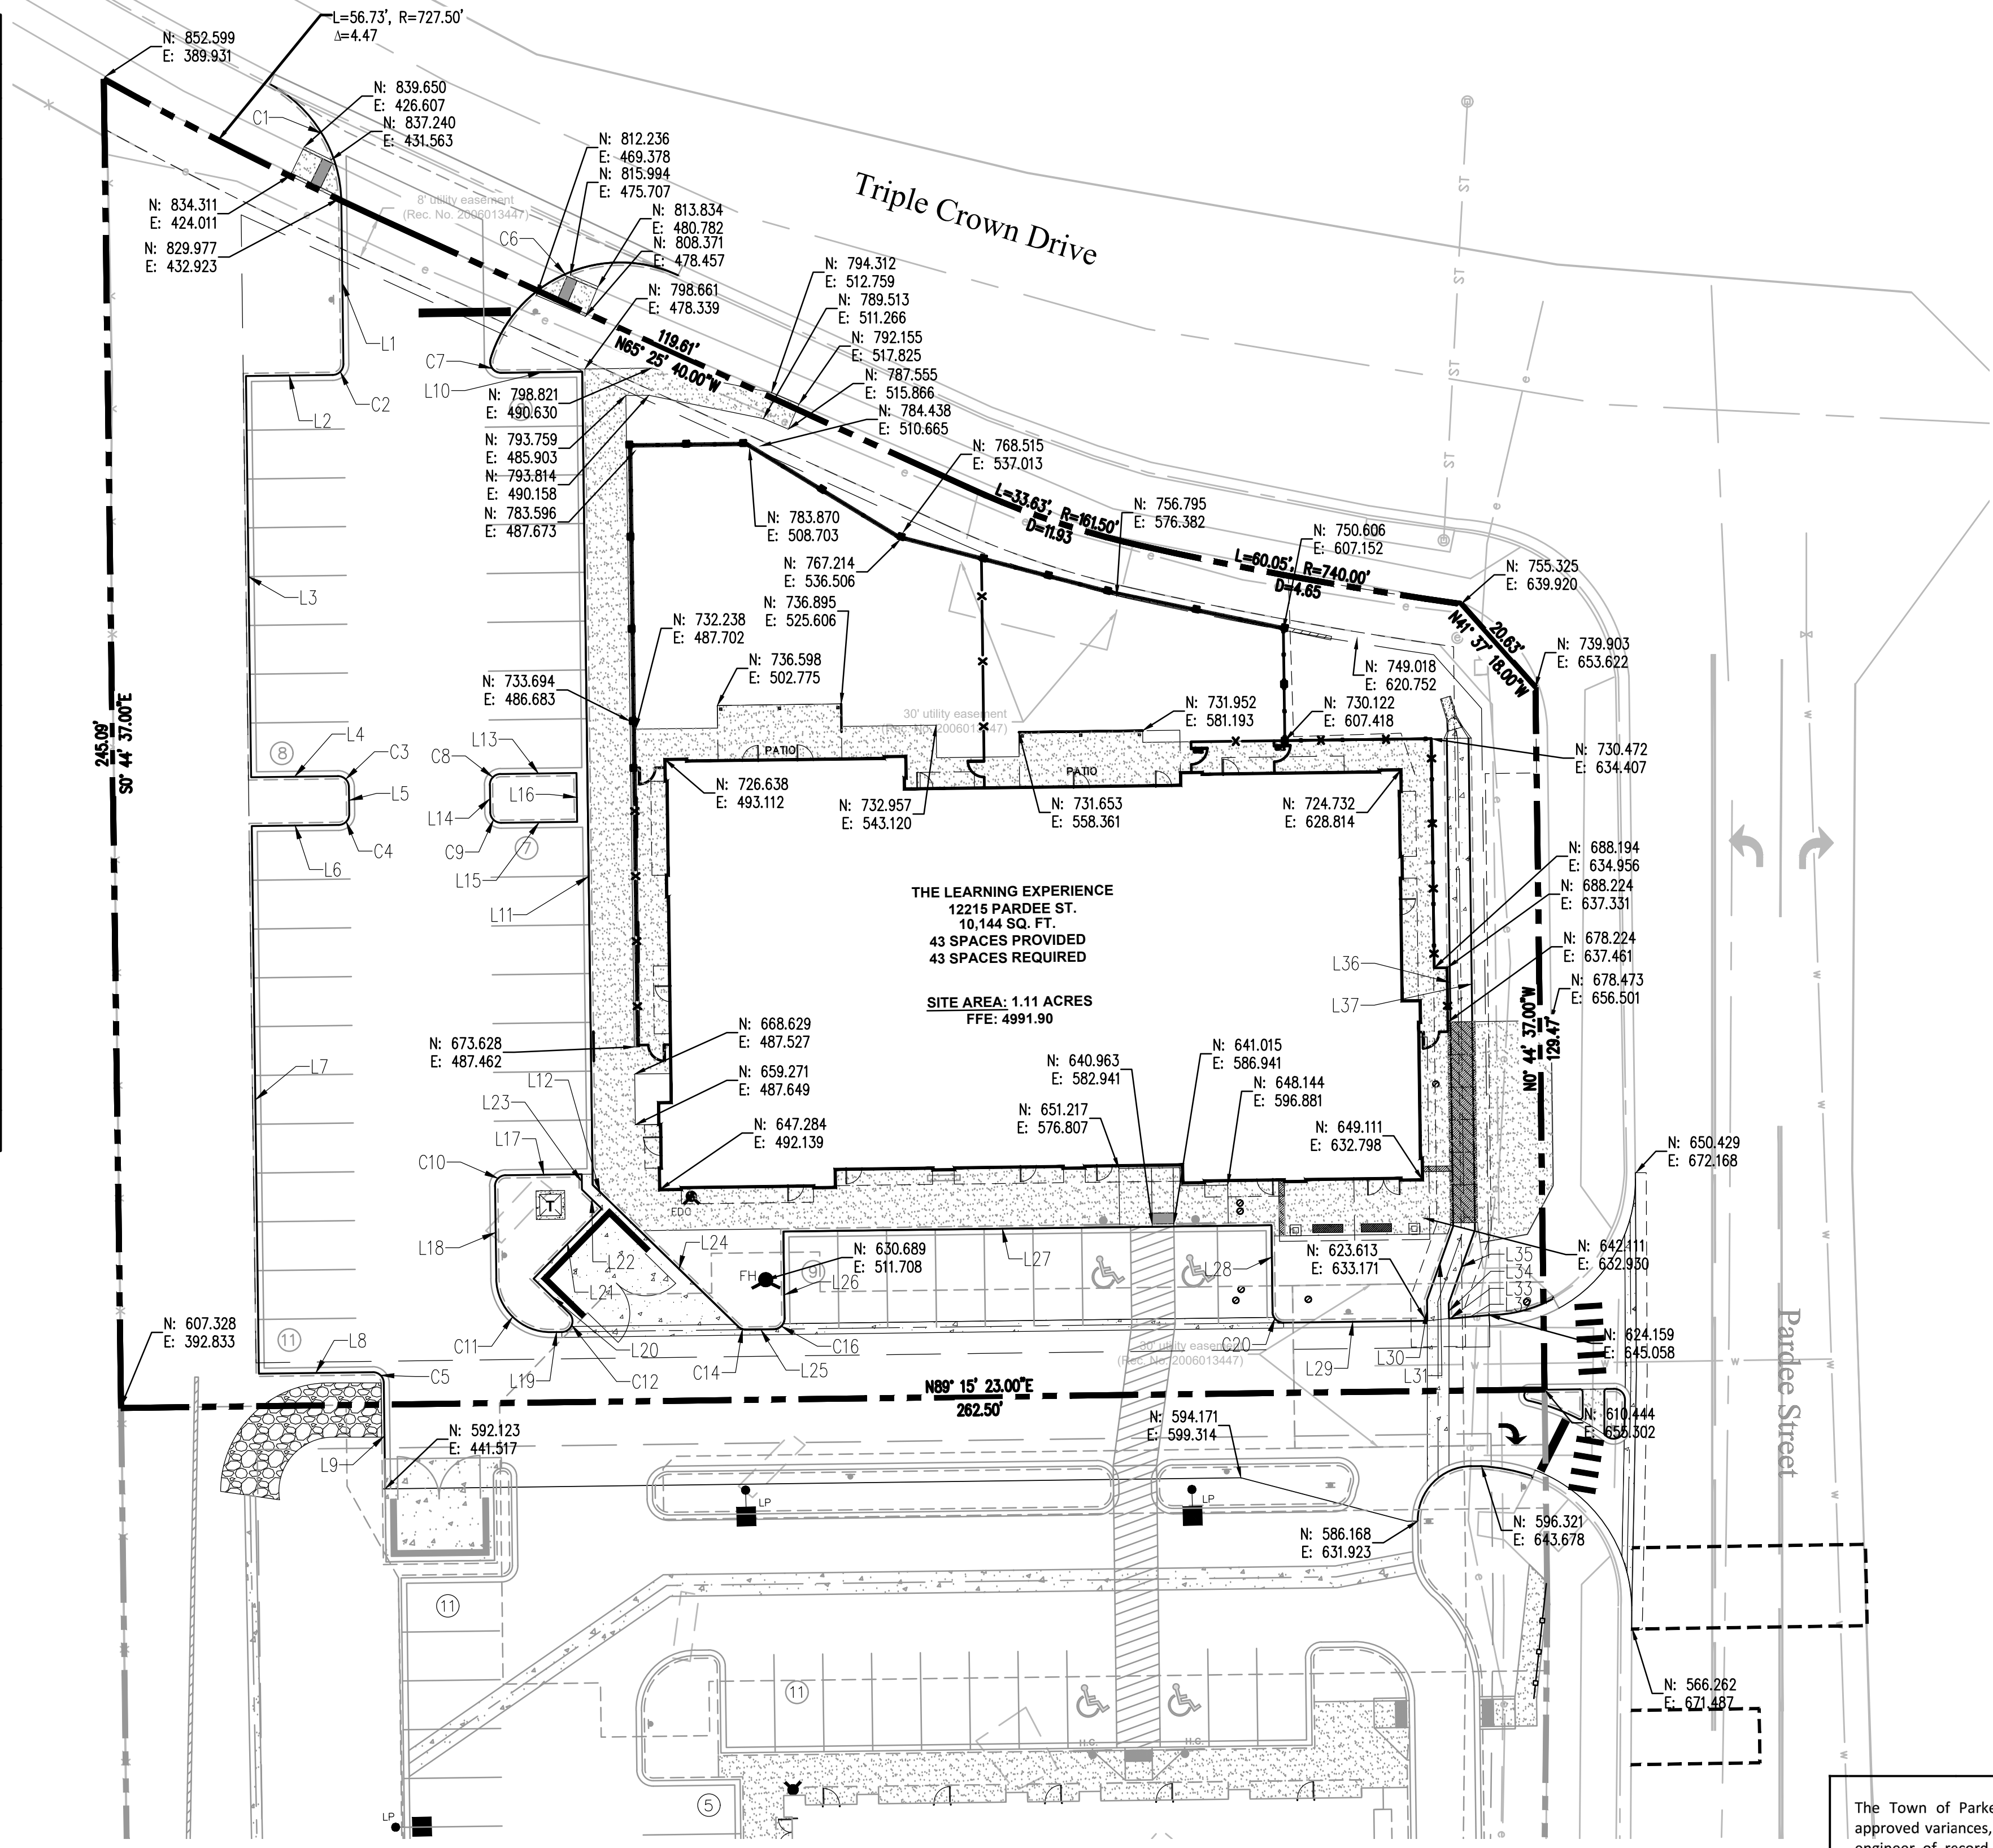 L=56.73', R=727.50'
Δ=4.47
N: 852.599
E: 389.931
N: 839.650
E: 426.607
N: 837.240
E: 431.563
C1
N: 812.236
E: 469.378
N: 815.994
E: 475.707
N: 813.834
E: 480.782
N: 808.371
E: 478.457
N: 834.311
E: 424.011
N: 829.977
E: 432.923
8' utility easement
(Rec. No. 2006013447)
C6
Triple Crown Drive
N: 794.312
E: 512.759
N: 798.661
E: 478.339
N: 789.513
E: 511.266
N: 792.155
E: 517.825
N: 787.555
E: 515.866
N: 784.438
E: 510.665
119.61'
N65° 25' 40.00"W
L1
C7
L10
C2
L2
N: 798.821
E: 490.630
N: 793.759
E: 485.903
N: 793.814
E: 490.158
N: 783.596
E: 487.673
N: 768.515
E: 537.013
L=33.63', R=161.50'
D=11.93
N: 756.795
E: 576.382
N: 750.606
E: 607.152
L=60.05', R=740.00'
D=4.65
N: 755.325
E: 639.920
N: 783.870
E: 508.703
N: 767.214
E: 536.506
L3
20.63'
N41° 37' 18.00"W
N: 739.903
E: 653.622
N: 736.895
E: 525.606
N: 732.238
E: 487.702
N: 736.598
E: 502.775
N: 749.018
E: 620.752
N: 733.694
E: 486.683
N: 731.952
E: 581.193
N: 730.122
E: 607.418
30' utility easement
(Rec. No. 2006013447)
245.09'
S0° 44' 37.00"E
8
L4
C3
C8
L13
L5
L14
L16
L6
C4
C9
L15
7
PATIO
PATIO
N: 730.472
E: 634.407
N: 726.638
E: 493.112
N: 732.957
E: 543.120
N: 731.653
E: 558.361
N: 724.732
E: 628.814
N: 688.194
E: 634.956
N: 688.224
E: 637.331
L11
THE LEARNING EXPERIENCE
12215 PARDEE ST.
10,144 SQ. FT.
43 SPACES PROVIDED
43 SPACES REQUIRED
SITE AREA: 1.11 ACRES
FFE: 4991.90
L36
L37
N: 678.224
E: 637.461
N: 678.473
E: 656.501
N0° 44' 37.00"W
129.47'
N: 673.628
E: 487.462
N: 668.629
E: 487.527
N: 659.271
E: 487.649
N: 640.963
E: 582.941
N: 641.015
E: 586.941
N: 648.144
E: 596.881
N: 651.217
E: 576.807
N: 649.111
E: 632.798
N: 647.284
E: 492.139
L7
L12
L23
L17
C10
N: 650.429
E: 672.168
T
FDC
L18
L22
L24
L21
FH
N: 630.689
E: 511.708
L26
9
L27
L28
N: 623.613
E: 633.171
N: 642.111
E: 632.930
L35
L34
L33
N: 624.159
E: 645.058
N: 607.328
E: 392.833
11
L8
C5
C11
L19
L20
C12
C14
L25
C16
30' utility easement
(Rec. No. 2006013447)
C20
L29
L30
L31
Pardee Street
N89° 15' 23.00"E
262.50'
N: 592.123
E: 441.517
L9
N: 594.171
E: 599.314
N: 610.444
E: 655.302
LP
LP
N: 586.168
E: 631.923
N: 596.321
E: 643.678
11
11
H.C.
H.C.
N: 566.262
E: 671.487
5
LP
The Town of Parke
approved variances,
engineer of record